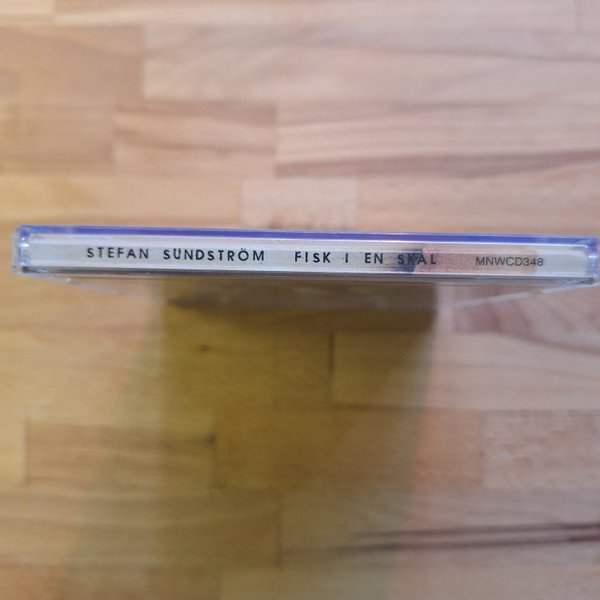 STEFAN SUNDSTRÖM FISK I EN SKÅL MNWCD348